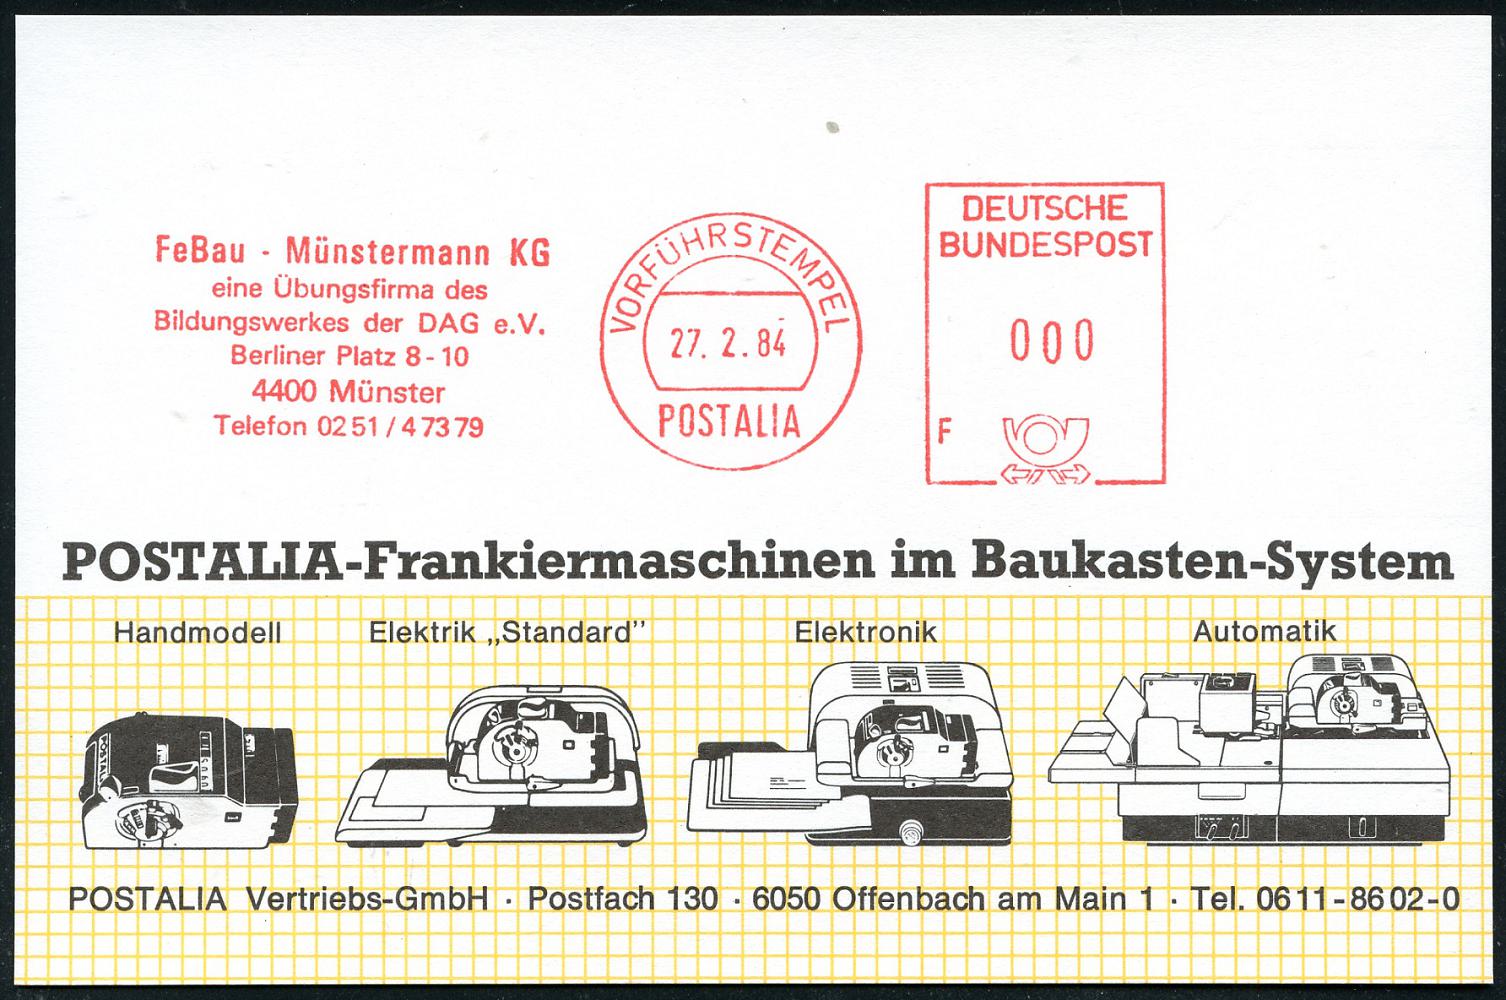 FeBau - Münstermann KG
eine Übungsfirma des
Bildungswerkes der DAG e.V.
Berliner Platz 8-10
4400 Münster
Telefon 0251/47379
VORFÜHRSTEMPEL
27. 2.84
POSTALIA
DEUTSCHE
BUNDESPOST
000
F
POSTALIA-Frankiermaschinen im Baukasten-System
Handmodell
Elektrik „Standard”
Elektronik
Automatik
POSTALIA Vertriebs-GmbH · Postfach 130 · 6050 Offenbach am Main 1 · Tel. 0611-8602-0